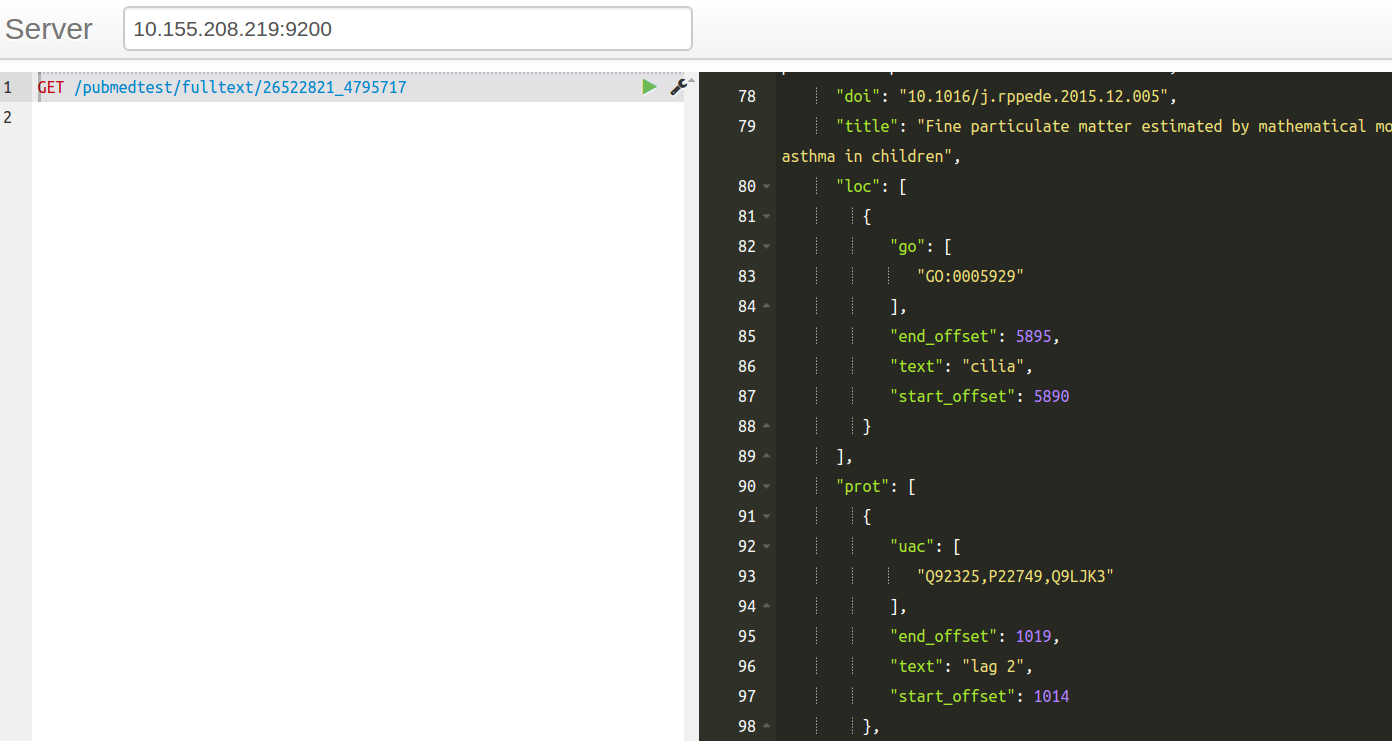 Server 10.155.208.219:9200
1 GET /pubmedtest/fulltext/26522821_4795717
2
78 "doi": "10.1016/j.rppede.2015.12.005",
79 "title": "Fine particulate matter estimated by mathematical mo
asthma in children",
80 "loc": [
81 {
82 "go": [
83 "GO:0005929"
84 ],
85 "end_offset": 5895,
86 "text": "cilia",
87 "start_offset": 5890
88 }
89 ],
90 "prot": [
91 {
92 "uac": [
93 "Q92325,P22749,Q9LJK3"
94 ],
95 "end_offset": 1019,
96 "text": "lag 2",
97 "start_offset": 1014
98 },